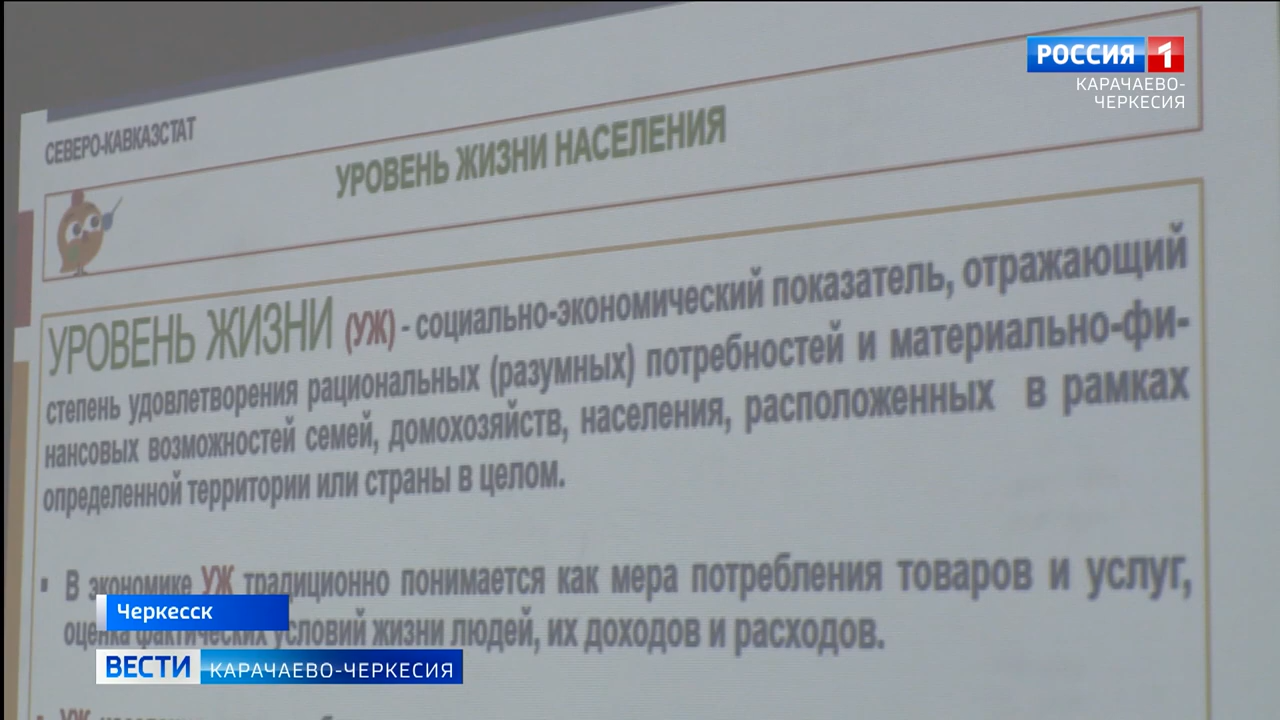 РОССИЯ 1
КАРАЧАЕВО-
ЧЕРКЕСИЯ
СЕВЕРО-КАВКАЗСТАТ
УРОВЕНЬ ЖИЗНИ НАСЕЛЕНИЯ
УРОВЕНЬ ЖИЗНИ (УЖ) - социально-экономический показатель, отражающий
степень удовлетворения рациональных (разумных) потребностей и материально-фи-
нансовых возможностей семей, домохозяйств, населения, расположенных в рамках
определенной территории или страны в целом.
▪ В экономике УЖ традиционно понимается как мера потребления товаров и услуг,
оценка фактических условий жизни людей, их доходов и расходов.
Черкесск
ВЕСТИ КАРАЧАЕВО-ЧЕРКЕСИЯ